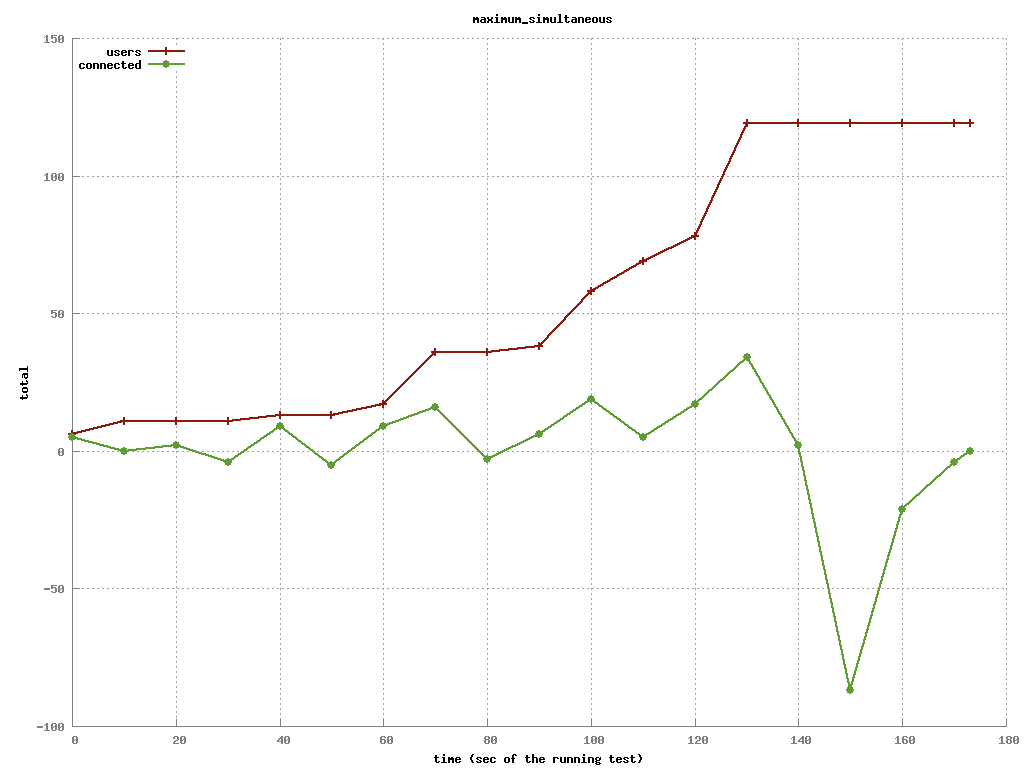 maximum_simultaneous
150
users
connected
100
50
total
0
-50
-100
0 20 40 60 80 100 120 140 160 180
time (sec of the running test)